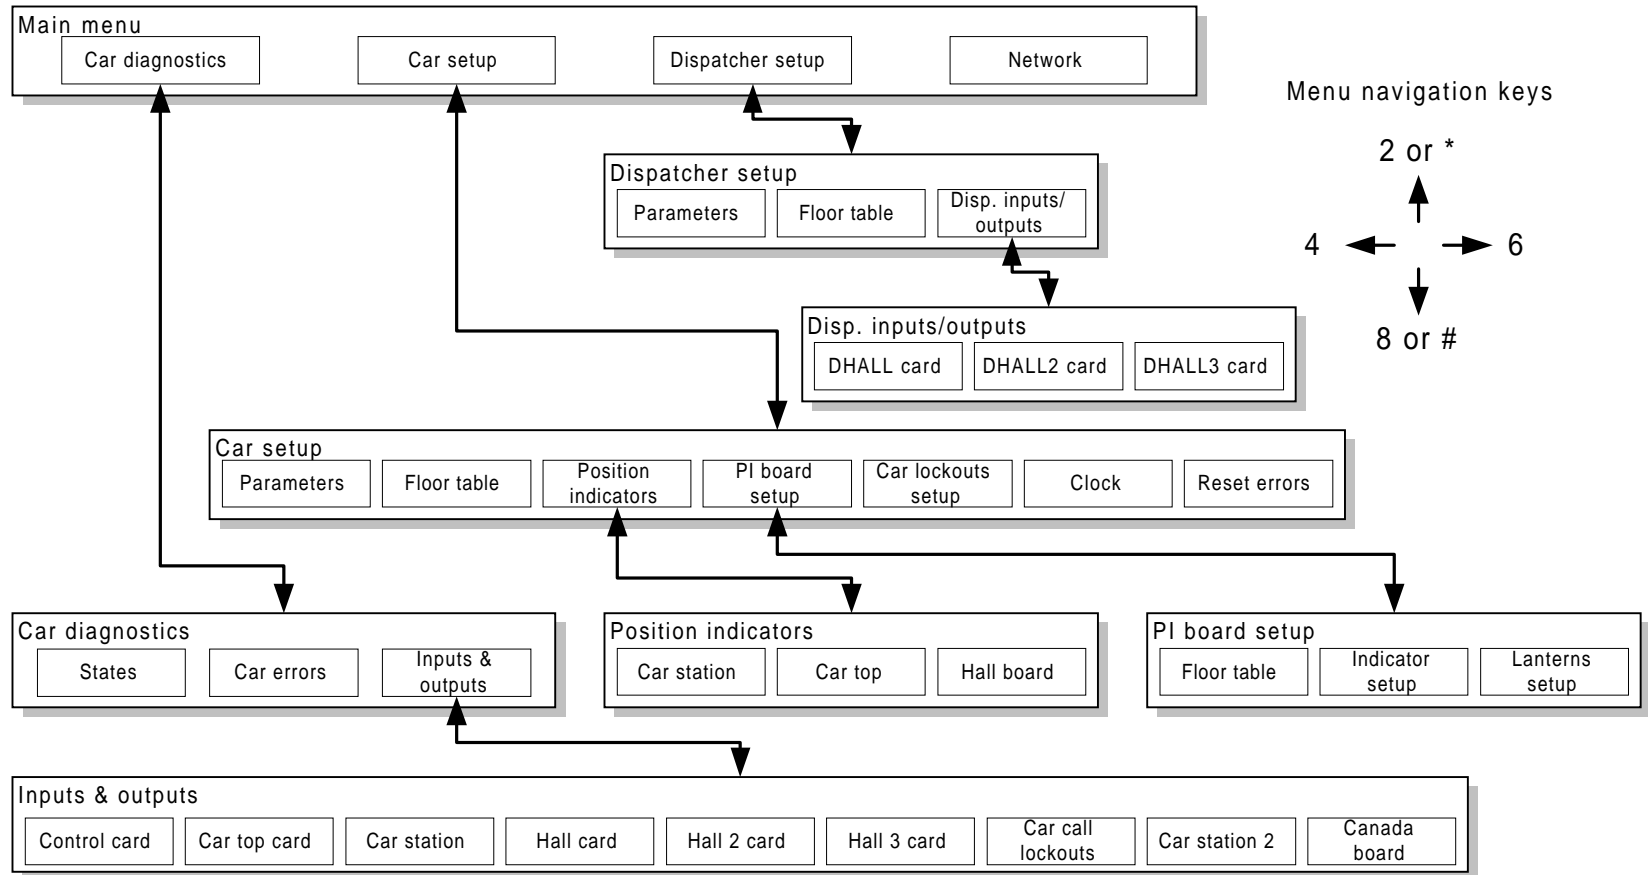 Main menu
Car diagnostics
Car setup
Dispatcher setup
Network
Menu navigation keys
2 or *
4
6
8 or #
Dispatcher setup
Parameters
Floor table
Disp. inputs/
outputs
Disp. inputs/outputs
DHALL card
DHALL2 card
DHALL3 card
Car setup
Parameters
Floor table
Position
indicators
PI board
setup
Car lockouts
setup
Clock
Reset errors
Car diagnostics
States
Car errors
Inputs &
outputs
Position indicators
Car station
Car top
Hall board
PI board setup
Floor table
Indicator
setup
Lanterns
setup
Inputs & outputs
Control card
Car top card
Car station
Hall card
Hall 2 card
Hall 3 card
Car call
lockouts
Car station 2
Canada
board